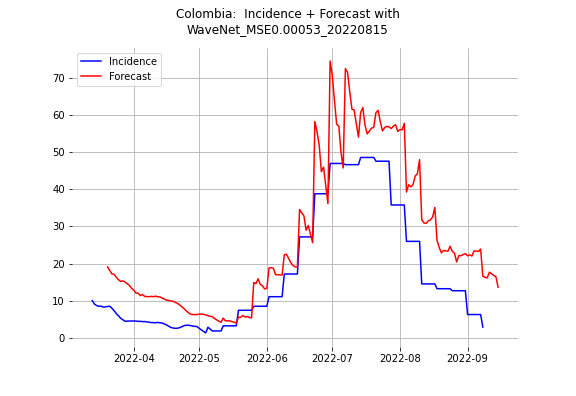 Colombia:  Incidence + Forecast with
WaveNet_MSE0.00053_20220815
Incidence
Forecast
70
60
50
40
30
20
10
0
2022-04 2022-05 2022-06 2022-07 2022-08 2022-09